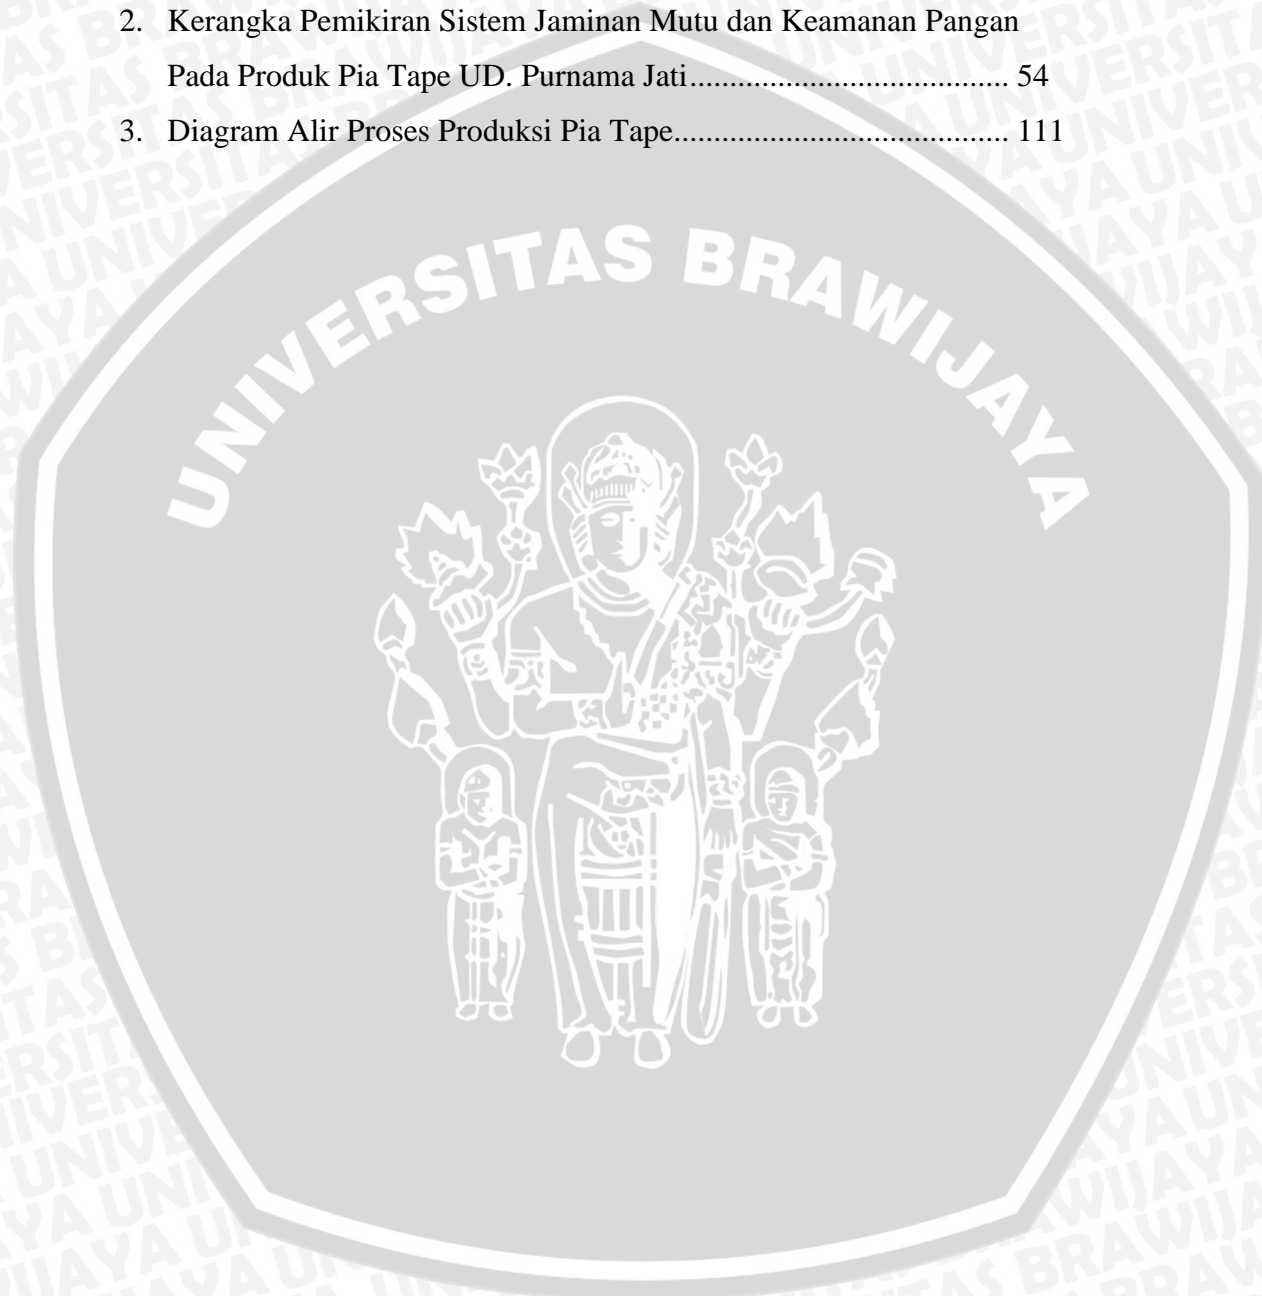 2. Kerangka Pemikiran Sistem Jaminan Mutu dan Keamanan Pangan
Pada Produk Pia Tape UD. Purnama Jati.................................... 54
3. Diagram Alir Proses Produksi Pia Tape...................................... 111
UNIVERSITAS BRAWIJAYA